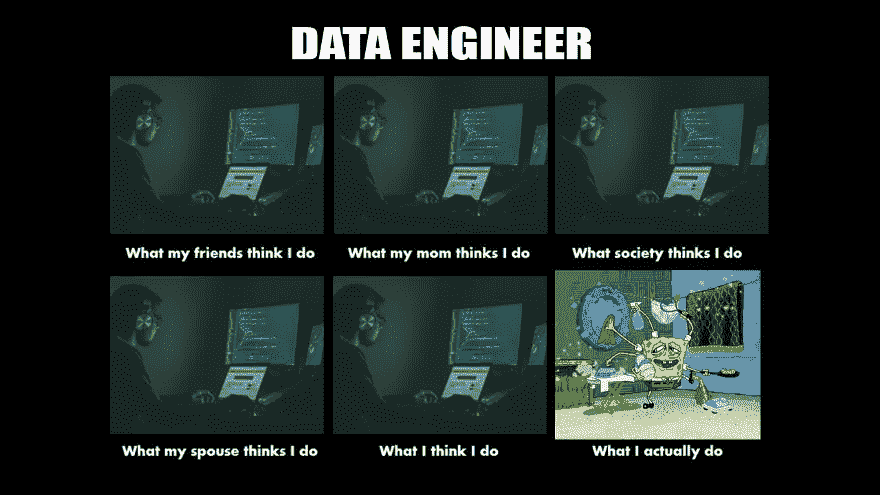 DATA ENGINEER
What my friends think I do
What my mom thinks I do
What society thinks I do
What my spouse thinks I do
What I think I do
What I actually do